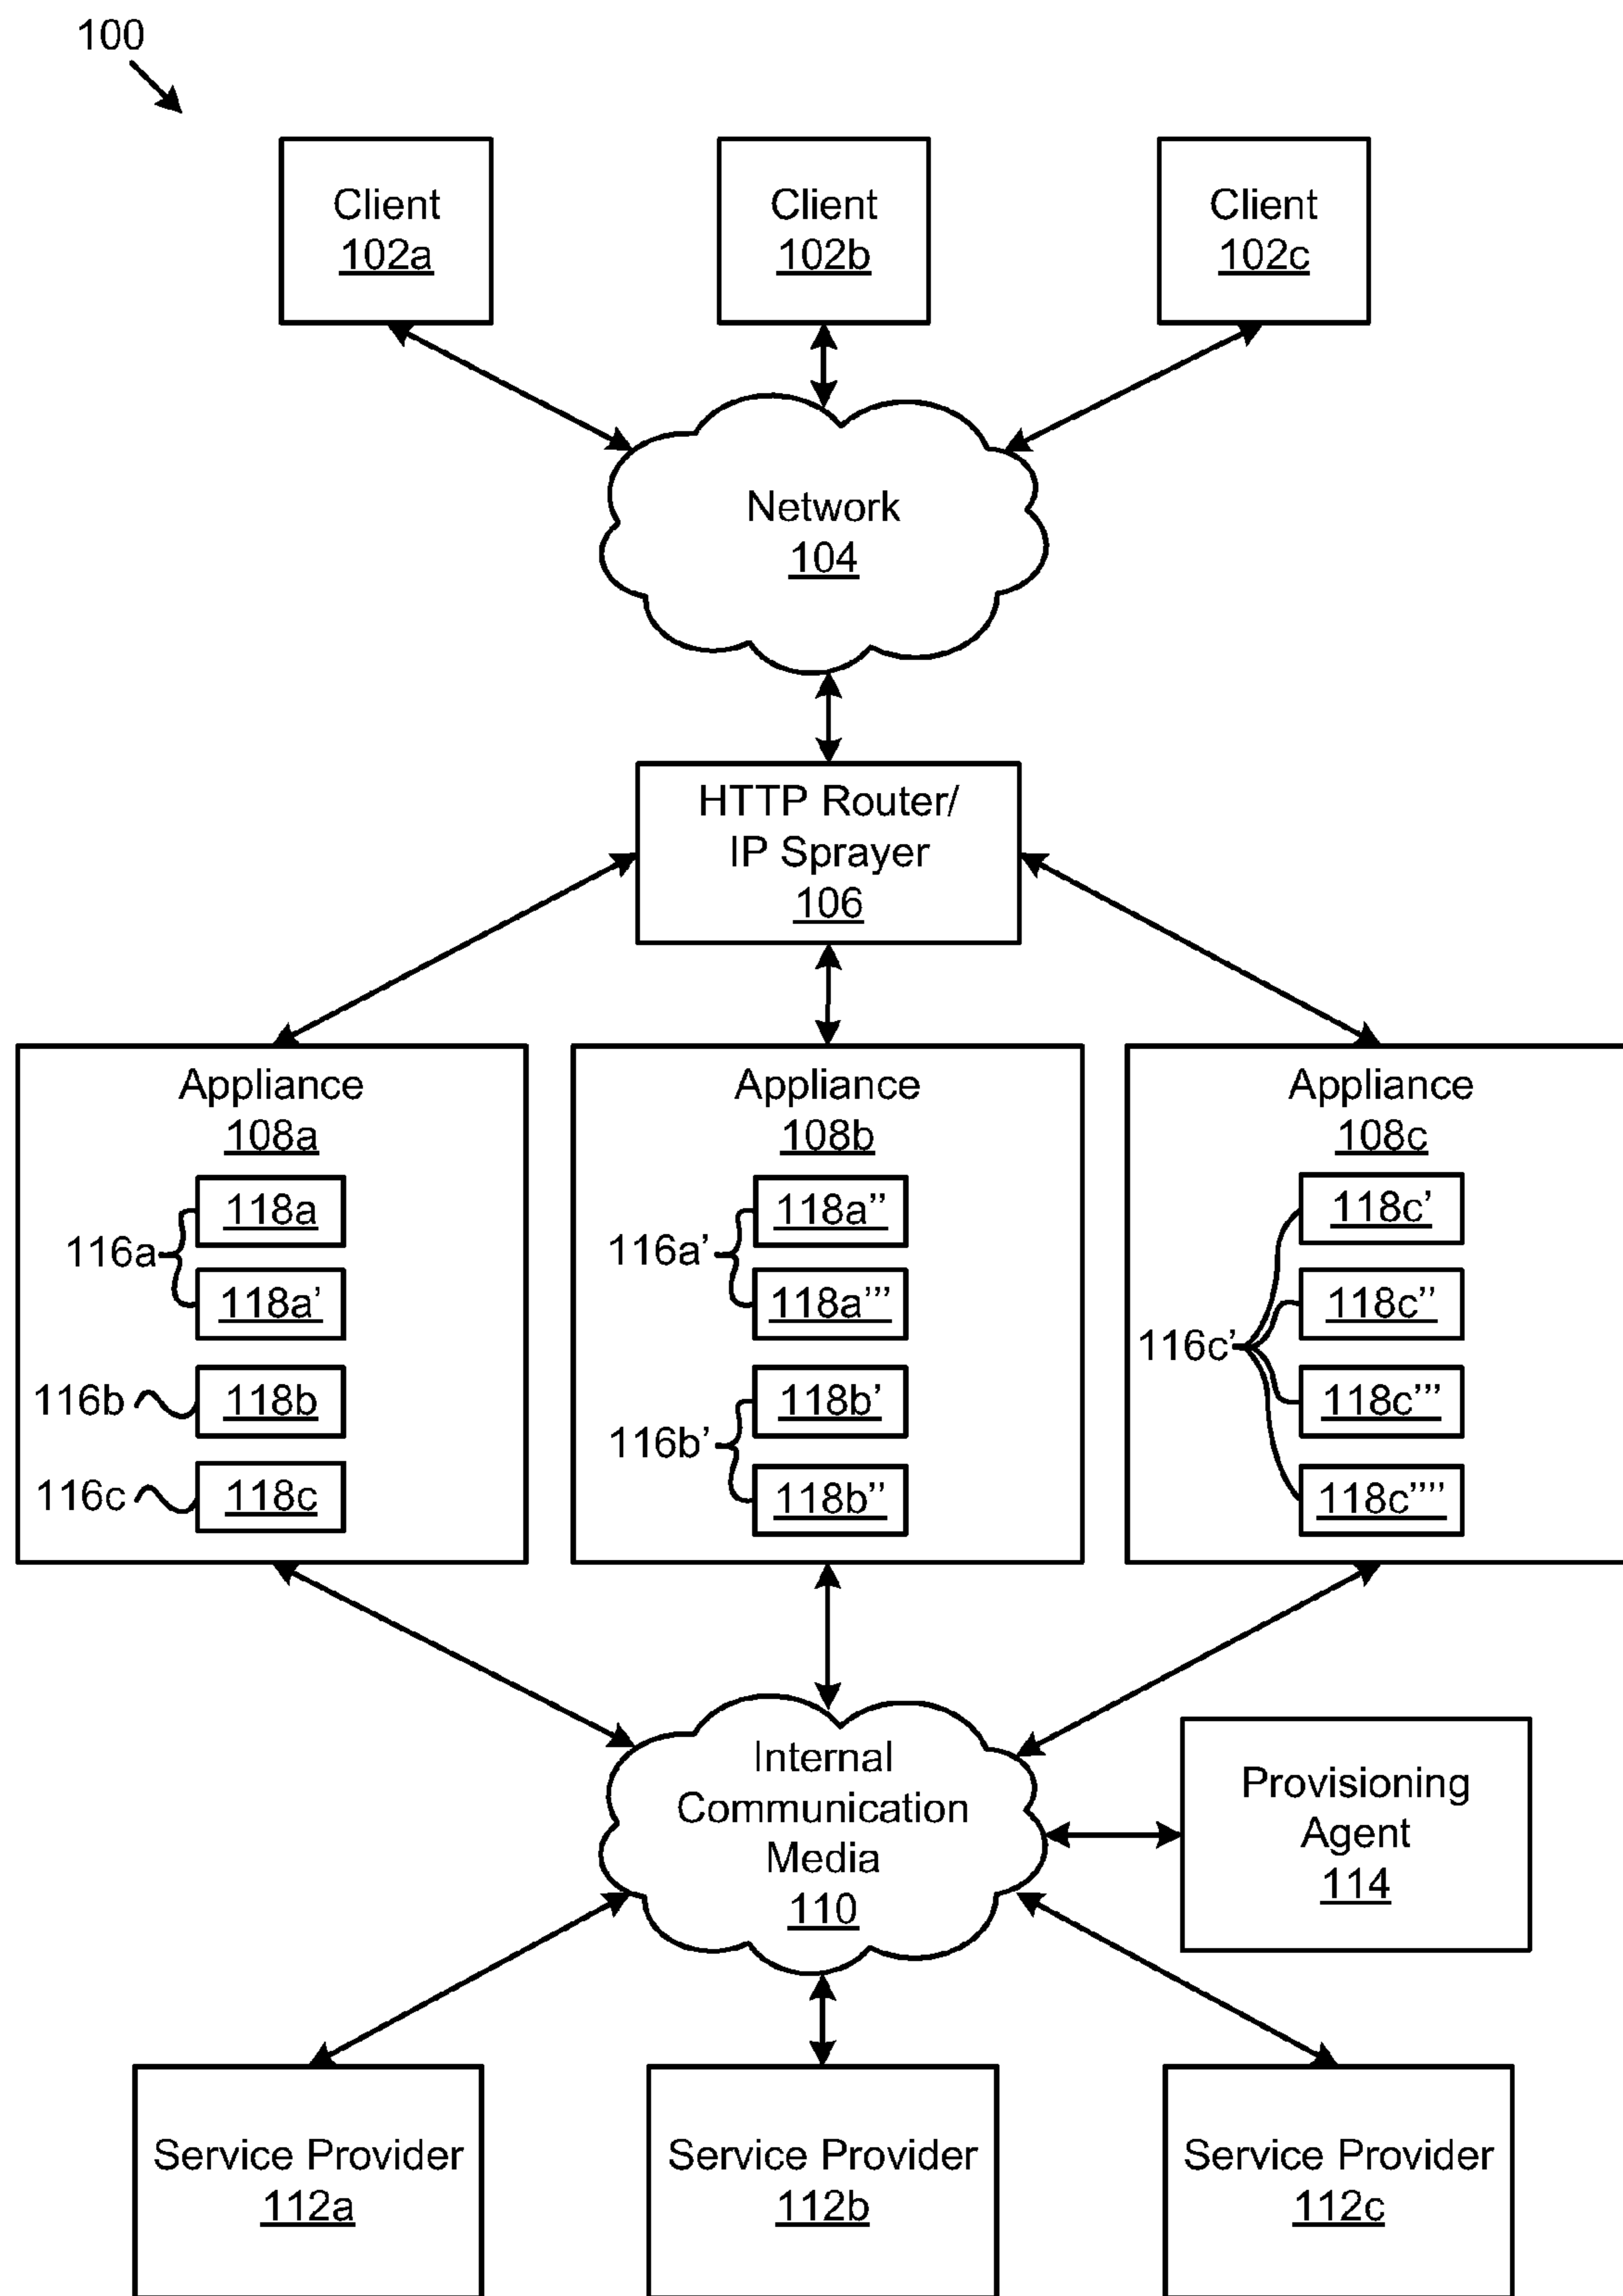 100
Client
102a
Client
102b
Client
102c
Network
104
HTTP Router/
IP Sprayer
106
Appliance
108a
118a
116a
118a’
116b
118b
116c
118c
Appliance
108b
118a’’
116a’
118a’’’
118b’
116b’
118b’’
Appliance
108c
118c’
118c’’
116c’
118c’’’
118c’’’’
Internal
Communication
Media
110
Provisioning
Agent
114
Service Provider
112a
Service Provider
112b
Service Provider
112c